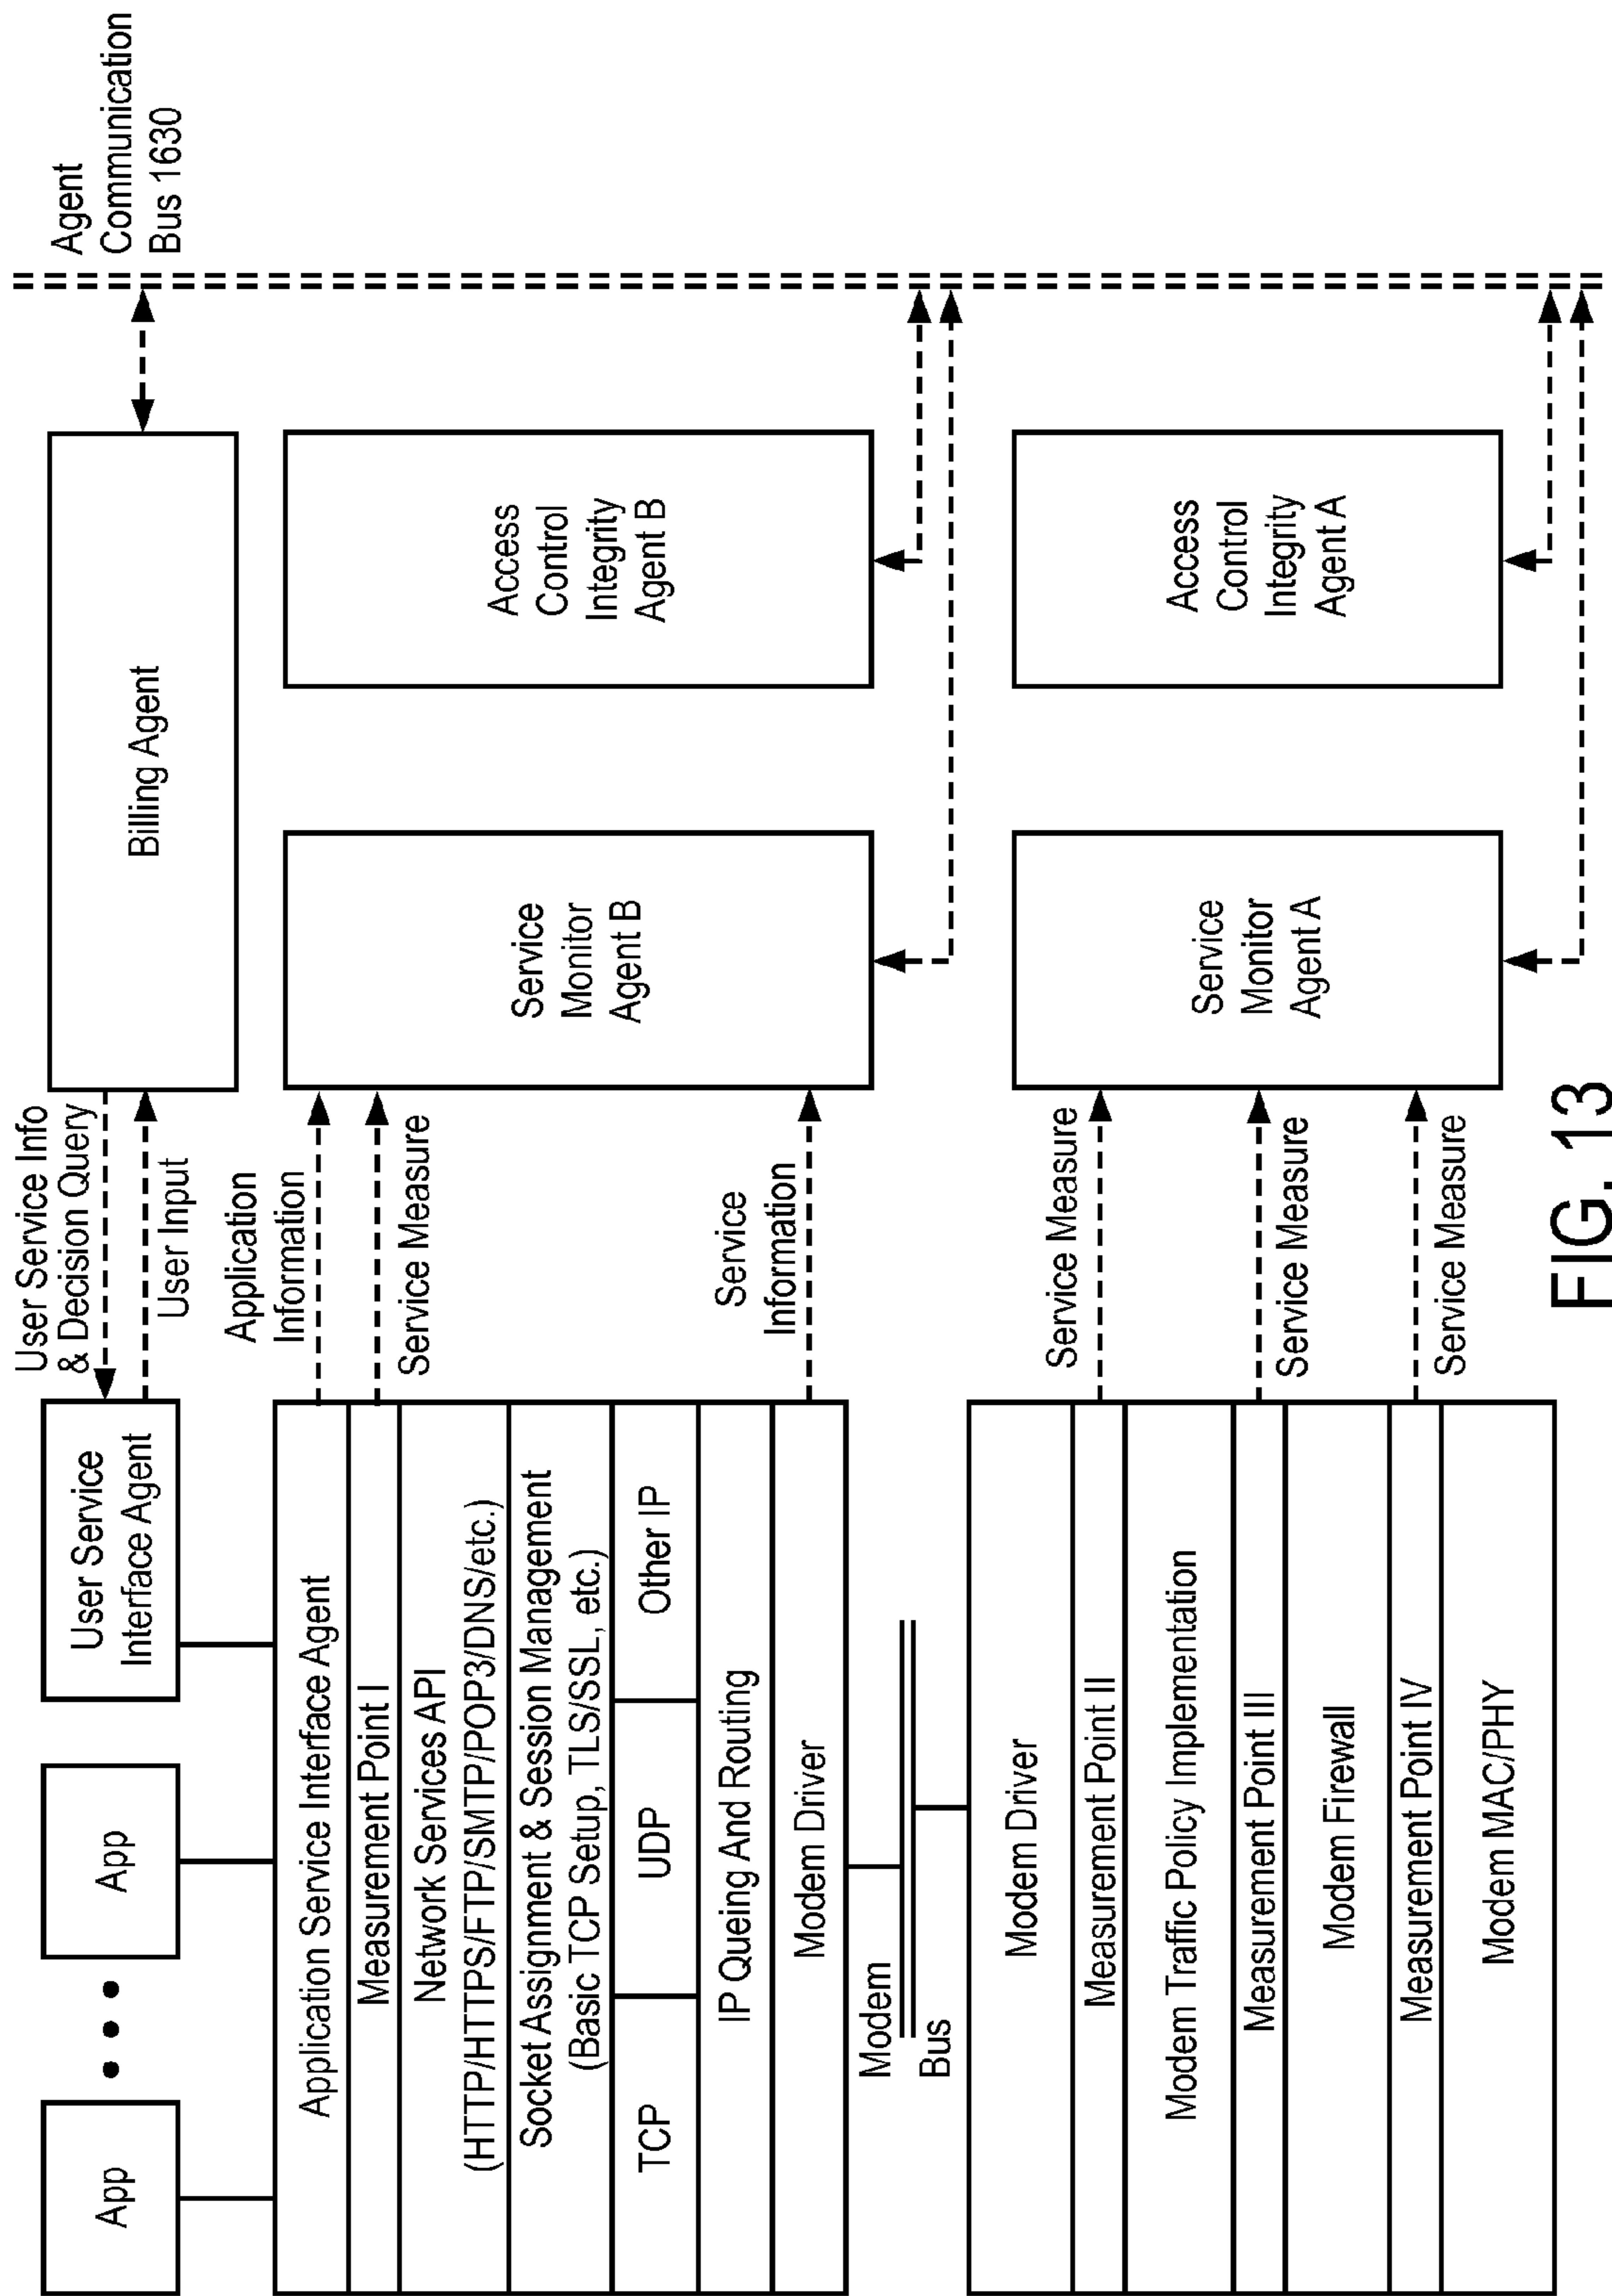 App
App
User Service
Interface Agent
User Service Info
& Decision Query
User Input
Billing Agent
Agent
Communication
Bus 1630
Application Service Interface Agent
Measurement Point I
Network Services API
(HTTP/HTTPS/FTP/SMTP/POP3/DNS/etc.)
Socket Assignment & Session Management
(Basic TCP Setup, TLS/SSL, etc.)
TCP
UDP
Other IP
IP Queing And Routing
Modem Driver
Application
Information
Service Measure
Service
Information
Service
Monitor
Agent B
Access
Control
Integrity
Agent B
Modem
Bus
Modem Driver
Measurement Point II
Modem Traffic Policy Implementation
Measurement Point III
Modem Firewall
Measurement Point IV
Modem MAC/PHY
Service Measure
Service Measure
Service Measure
Service
Monitor
Agent A
Access
Control
Integrity
Agent A
FIG. 13